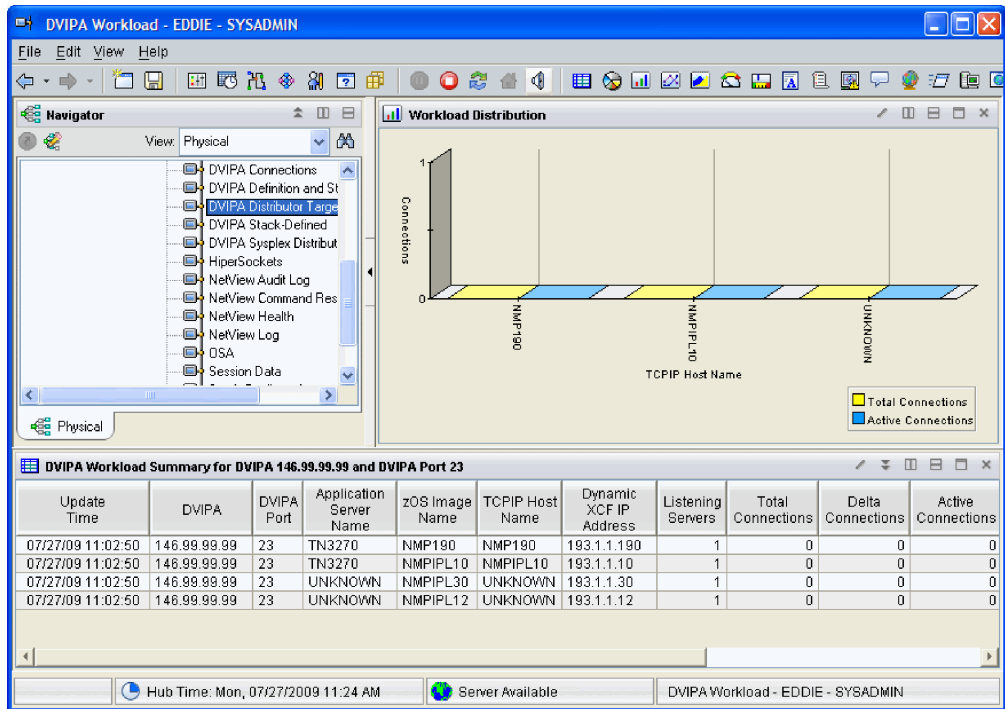 DVIPA Workload - EDDIE - SYSADMIN
File Edit View Help
Navigator
View: Physical
DVIPA Connections
DVIPA Definition and St
DVIPA Distributor Targe
DVIPA Stack-Defined
DVIPA Sysplex Distribut
HiperSockets
NetView Audit Log
NetView Command Res
NetView Health
NetView Log
OSA
Session Data
Physical
Workload Distribution
1
Connections
0
NMP190
NMPIPL10
UNKNOWN
TCPIP Host Name
Total Connections
Active Connections
DVIPA Workload Summary for DVIPA 146.99.99.99 and DVIPA Port 23
Update Time DVIPA DVIPA Port Application Server Name zOS Image Name TCPIP Host Name Dynamic XCF IP Address Listening Servers Total Connections Delta Connections Active Connections
07/27/09 11:02:50 146.99.99.99 23 TN3270 NMP190 NMP190 193.1.1.190 1 0 0 0
07/27/09 11:02:50 146.99.99.99 23 TN3270 NMPIPL10 NMPIPL10 193.1.1.10 1 0 0 0
07/27/09 11:02:50 146.99.99.99 23 UNKNOWN NMPIPL30 UNKNOWN 193.1.1.30 1 0 0 0
07/27/09 11:02:50 146.99.99.99 23 UNKNOWN NMPIPL12 UNKNOWN 193.1.1.12 1 0 0 0
Hub Time: Mon, 07/27/2009 11:24 AM
Server Available
DVIPA Workload - EDDIE - SYSADMIN